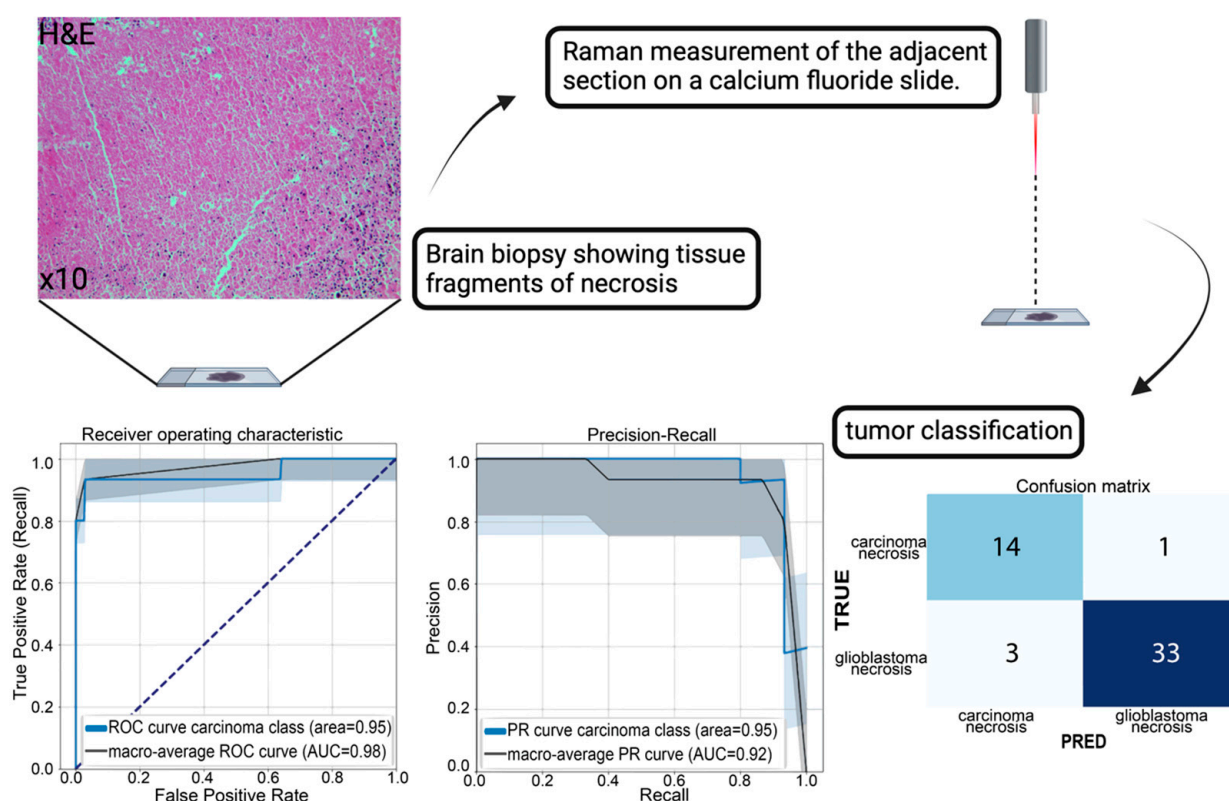 H&E
x10
Raman measurement of the adjacent
section on a calcium fluoride slide.
Brain biopsy showing tissue
fragments of necrosis
tumor classification
Receiver operating characteristic
True Positive Rate (Recall)
1.0
0.8
0.6
0.4
0.2
0.0
0.0 0.2 0.4 0.6 0.8 1.0
False Positive Rate
ROC curve carcinoma class (area=0.95)
macro-average ROC curve (AUC=0.98)
Precision-Recall
Precision
1.0
0.8
0.6
0.4
0.2
0.0
0.0 0.2 0.4 0.6 0.8 1.0
Recall
PR curve carcinoma class (area=0.95)
macro-average PR curve (AUC=0.92)
Confusion matrix
TRUE
carcinoma
necrosis
14 1
glioblastoma
necrosis
3 33
carcinoma
necrosis
glioblastoma
necrosis
PRED